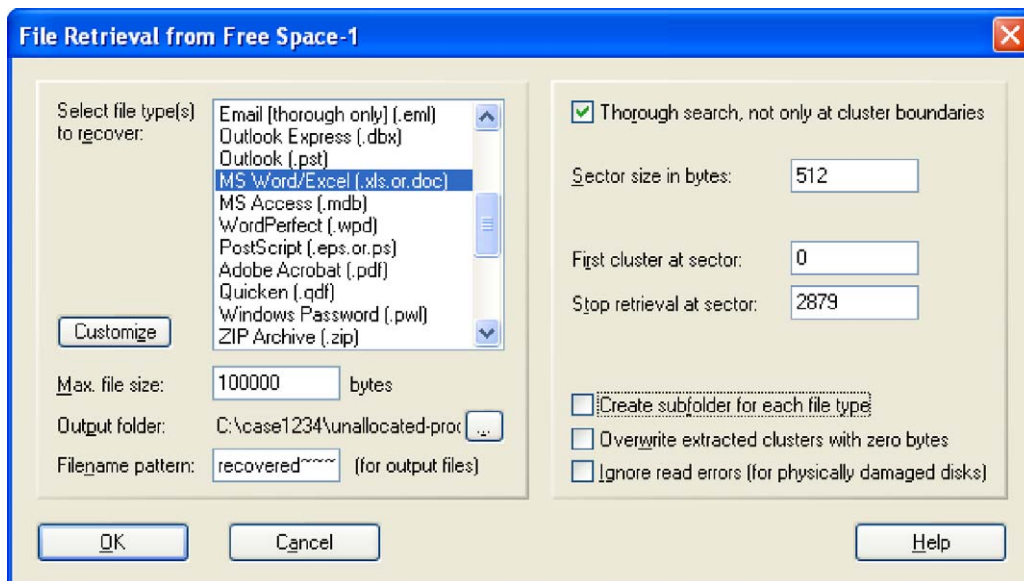 File Retrieval from Free Space-1
Select file type(s)
to recover:
Email [thorough only] (.eml)
Outlook Express (.dbx)
Outlook (.pst)
MS Word/Excel (.xls.or.doc)
MS Access (.mdb)
WordPerfect (.wpd)
PostScript (.eps.or.ps)
Adobe Acrobat (.pdf)
Quicken (.qdf)
Windows Password (.pwl)
ZIP Archive (.zip)
Customize
Max. file size: 100000 bytes
Output folder: C:\case1234\unallocated-proc ...
Filename pattern: recovered~~~ (for output files)
Thorough search, not only at cluster boundaries
Sector size in bytes: 512
First cluster at sector: 0
Stop retrieval at sector: 2879
Create subfolder for each file type
Overwrite extracted clusters with zero bytes
Ignore read errors (for physically damaged disks)
OK Cancel Help